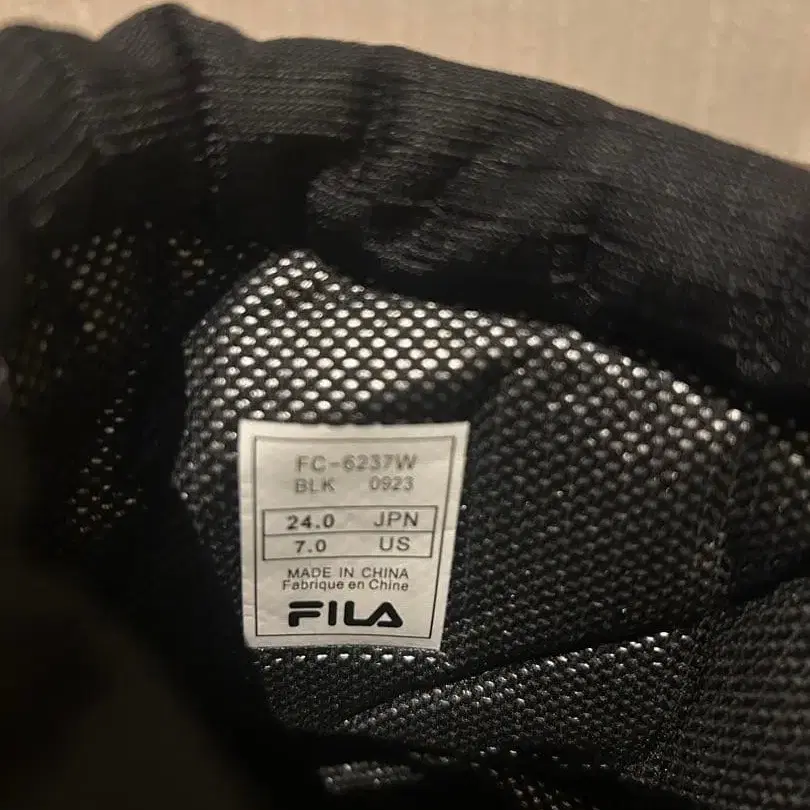 FC-6237W
BLK 0923
24.0 JPN
7.0 US
MADE IN CHINA
Fabriqué en Chine
FILA